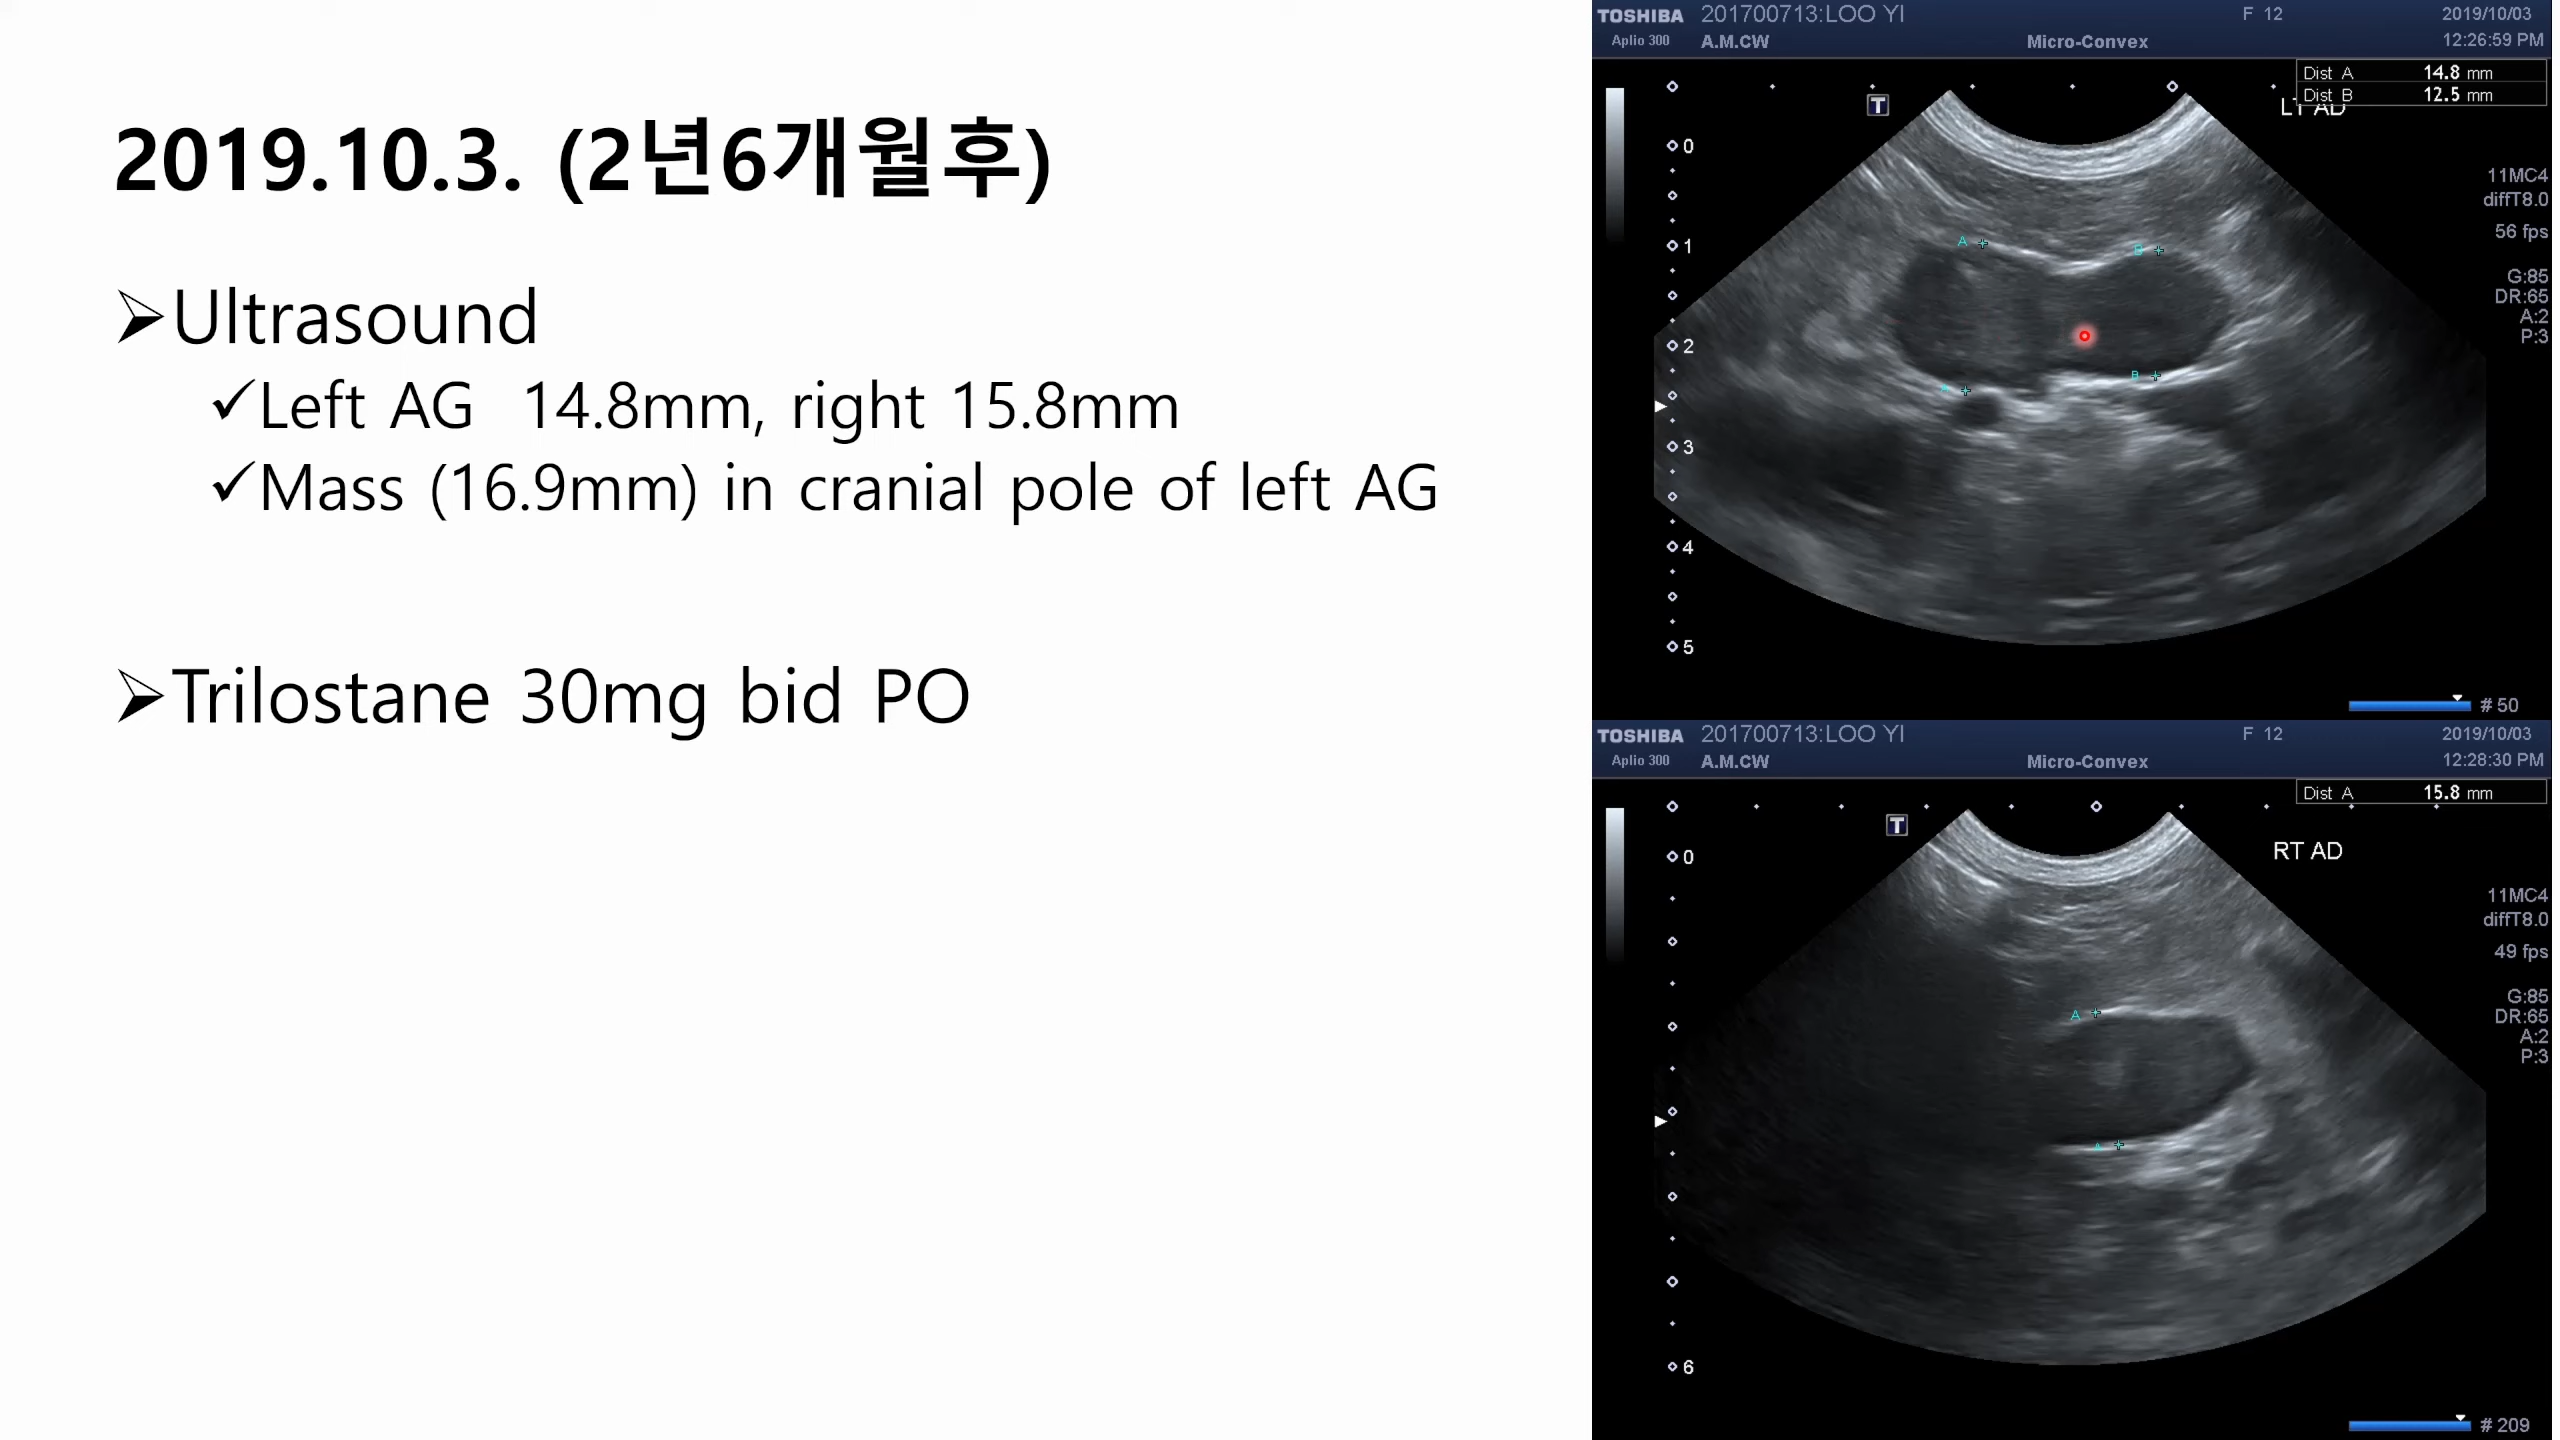 2019.10.3. (2년6개월후)
➢Ultrasound
✓Left AG 14.8mm, right 15.8mm
✓Mass (16.9mm) in cranial pole of left AG
➢Trilostane 30mg bid PO
TOSHIBA 201700713:LOO YI F 12 2019/10/03
Aplio 300 A.M.CW Micro-Convex 12:26:59 PM
Dist A 14.8 mm
Dist B 12.5 mm
T
LT AD
0
11MC4
diffT8.0
56 fps
1
A
B
G:85
DR:65
A:2
P:3
2
B
A
3
4
5
#50
TOSHIBA 201700713:LOO YI F 12 2019/10/03
Aplio 300 A.M.CW Micro-Convex 12:28:30 PM
Dist A 15.8 mm
T
RT AD
0
11MC4
diffT8.0
49 fps
G:85
DR:65
A:2
P:3
A
A
6
#209